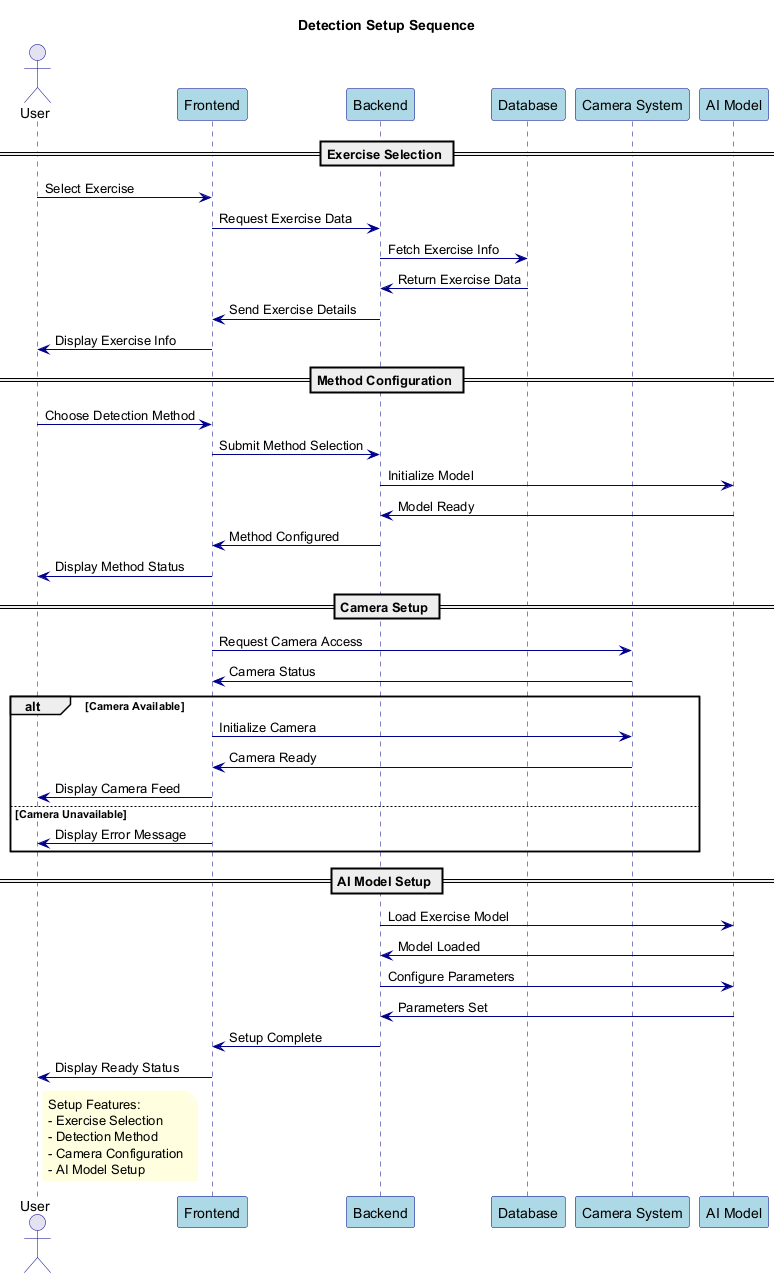 Detection Setup Sequence
User
Frontend
Backend
Database
Camera System
AI Model
Exercise Selection
Select Exercise
Request Exercise Data
Fetch Exercise Info
Return Exercise Data
Send Exercise Details
Display Exercise Info
Method Configuration
Choose Detection Method
Submit Method Selection
Initialize Model
Model Ready
Method Configured
Display Method Status
Camera Setup
Request Camera Access
Camera Status
alt
[Camera Available]
Initialize Camera
Camera Ready
Display Camera Feed
[Camera Unavailable]
Display Error Message
AI Model Setup
Load Exercise Model
Model Loaded
Configure Parameters
Parameters Set
Setup Complete
Display Ready Status
Setup Features:
- Exercise Selection
- Detection Method
- Camera Configuration
- AI Model Setup
User
Frontend
Backend
Database
Camera System
AI Model